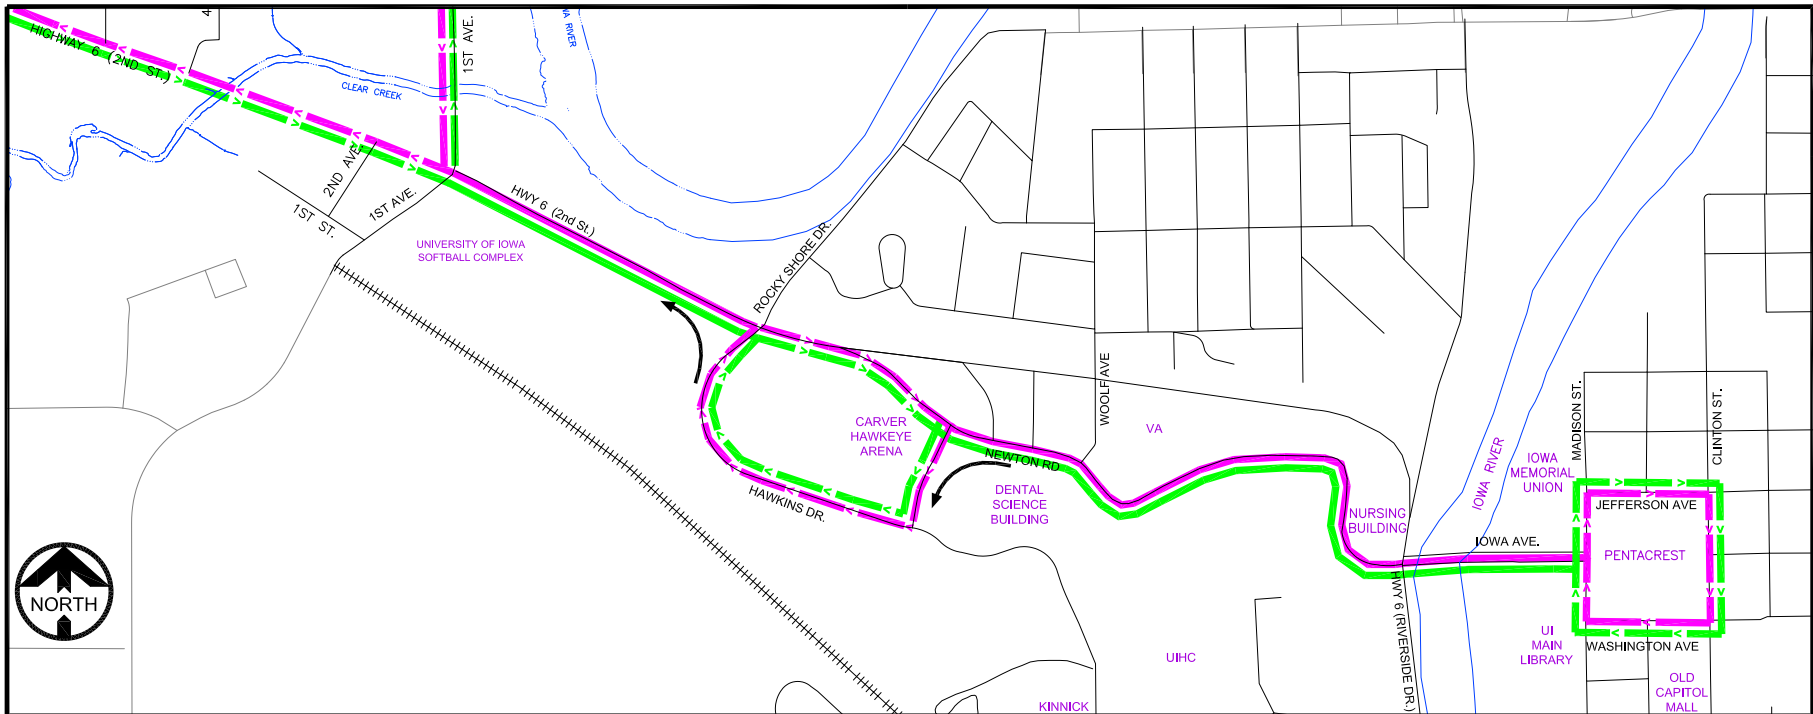 4
HIGHWAY 6 (2ND ST.)
1ST AVE.
RIVER
CLEAR CREEK
2ND AVE
1ST AVE.
1ST ST.
HWY 6 (2nd St.)
UNIVERSITY OF IOWA
SOFTBALL COMPLEX
ROCKY SHORE DR.
WOOLF AVE
CARVER
HAWKEYE
ARENA
VA
NEWTON RD
HAWKINS DR.
DENTAL
SCIENCE
BUILDING
NURSING
BUILDING
IOWA RIVER
IOWA
MEMORIAL
UNION
MADISON ST.
CLINTON ST.
JEFFERSON AVE
IOWA AVE.
PENTACREST
HWY 6 (RIVERSIDE DR.)
UI
MAIN
LIBRARY
WASHINGTON AVE
OLD
CAPITOL
MALL
UIHC
KINNICK
NORTH